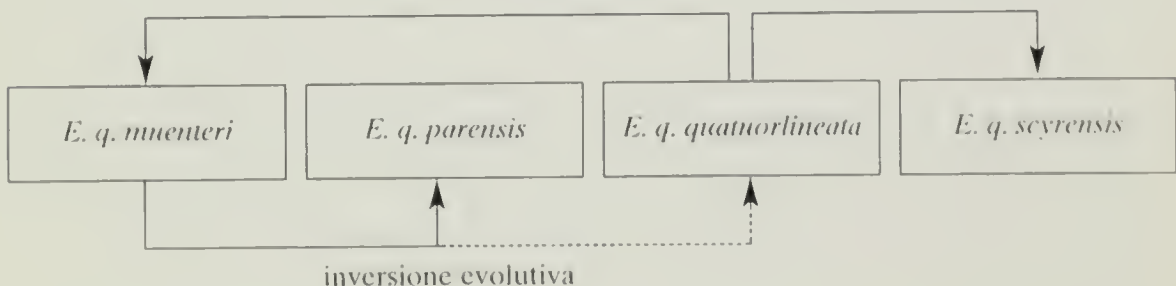 E. q. muenteri
E. q. parensis
E. q. quatuorlineata
E. q. scyrensis
inversione evolutiva